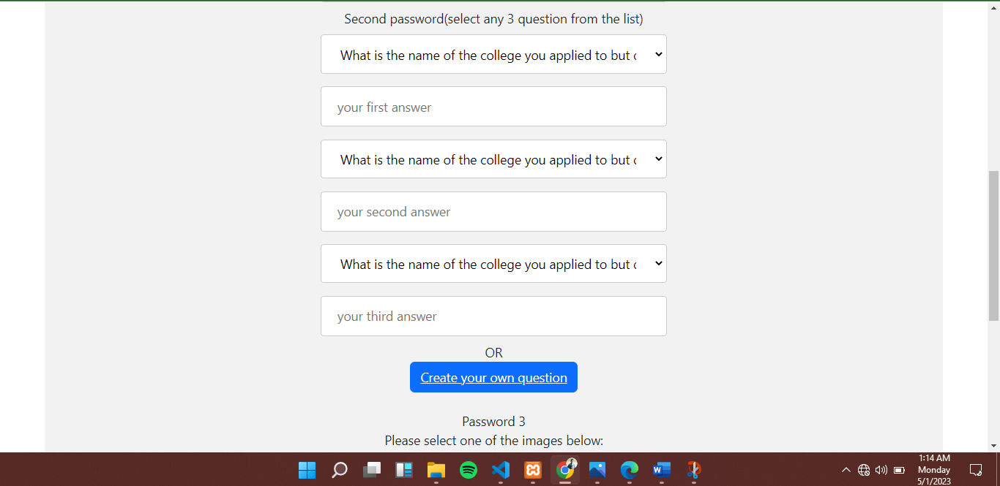 Second password(select any 3 question from the list)
What is the name of the college you applied to but
your first answer
What is the name of the college you applied to but
your second answer
What is the name of the college you applied to but
your third answer
OR
Create your own question
Password 3
Please select one of the images below:
1:14 AM
Monday
5/1/2023